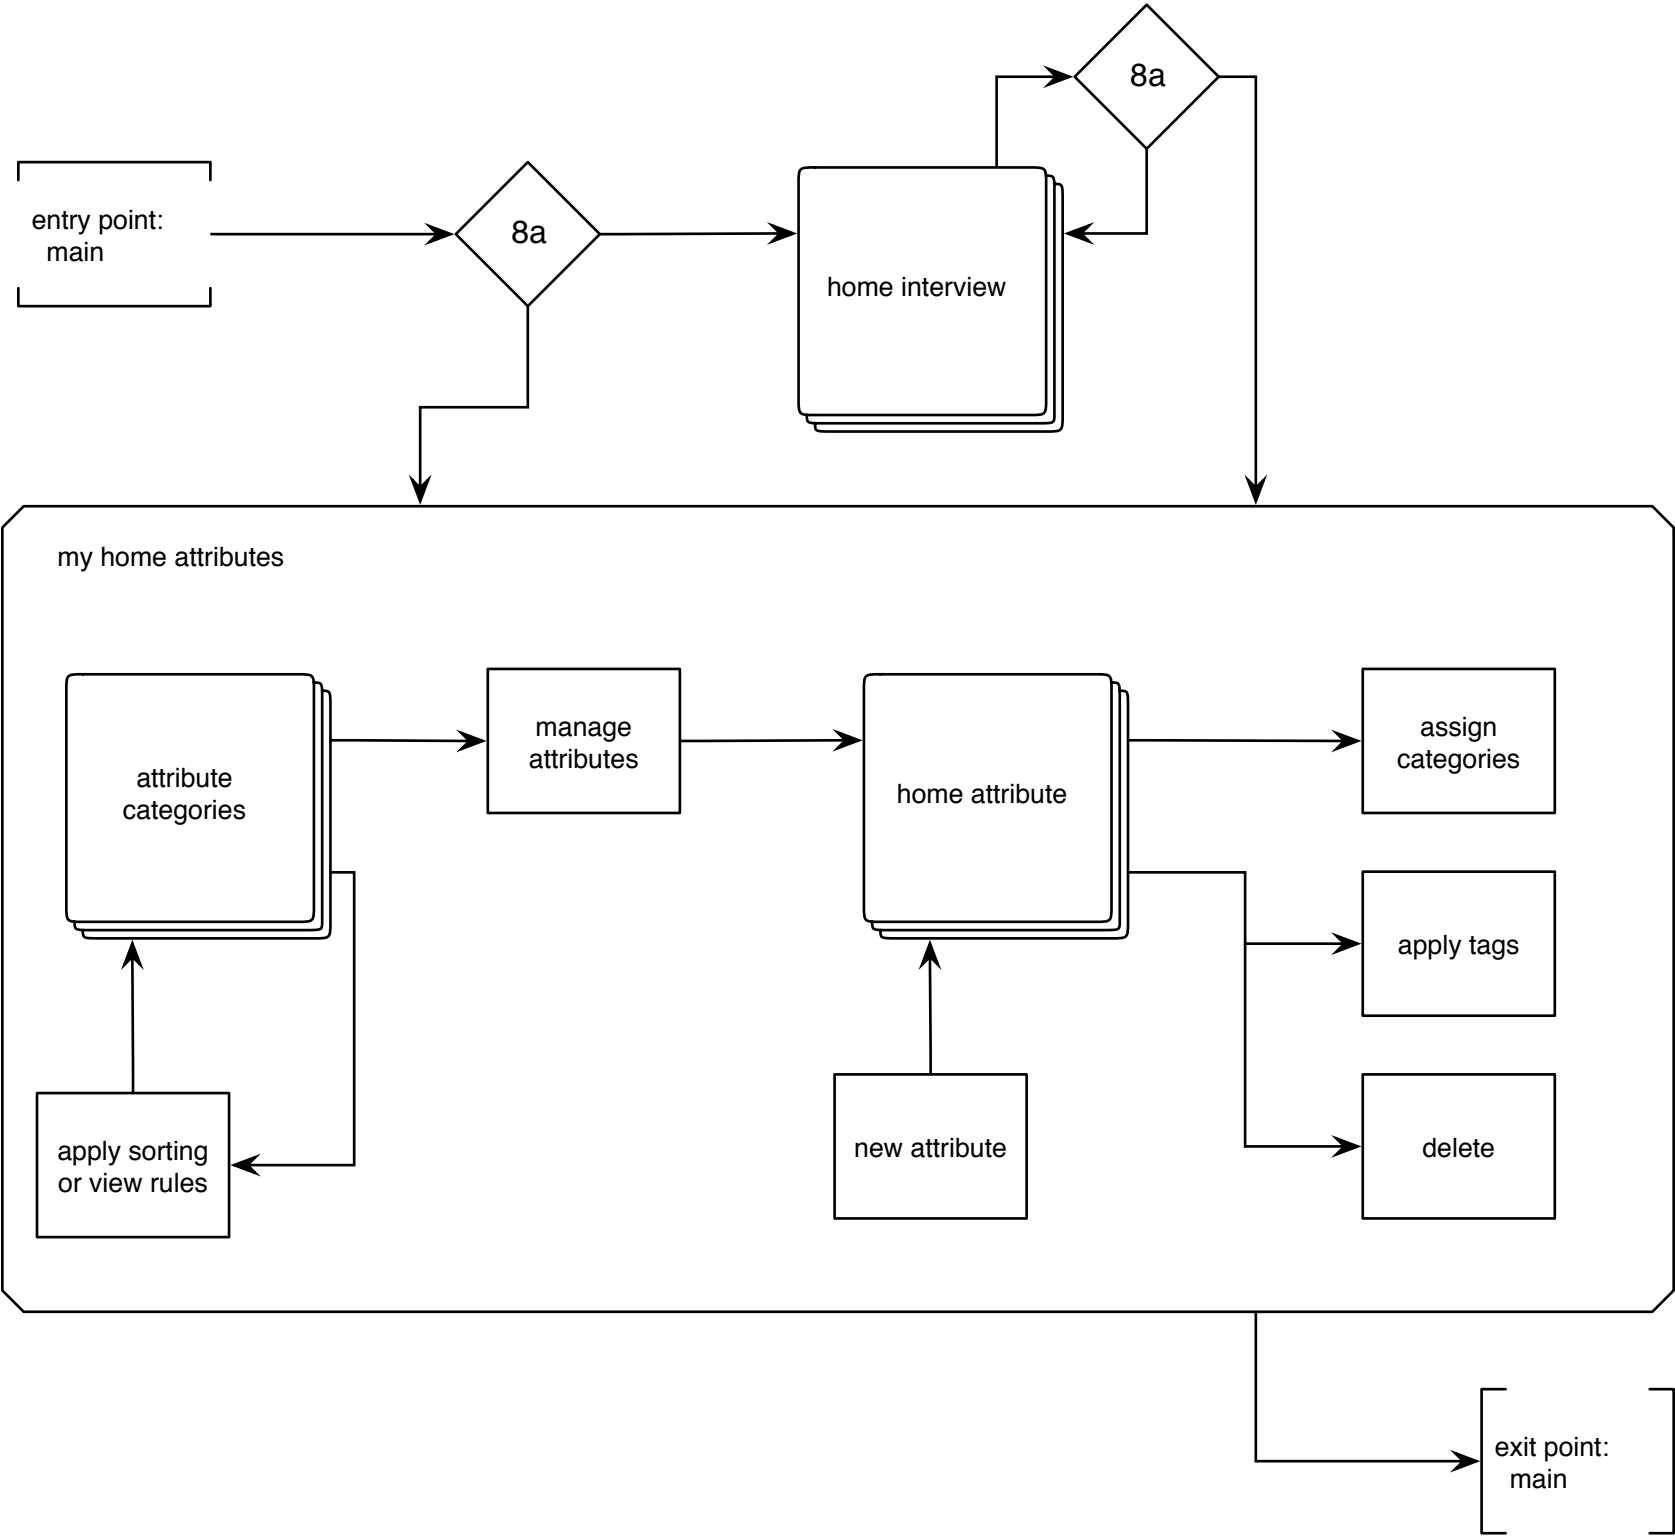 8a
entry point:
main
8a
home interview
my home attributes
attribute
categories
manage
attributes
home attribute
assign
categories
apply tags
apply sorting
or view rules
new attribute
delete
exit point:
main